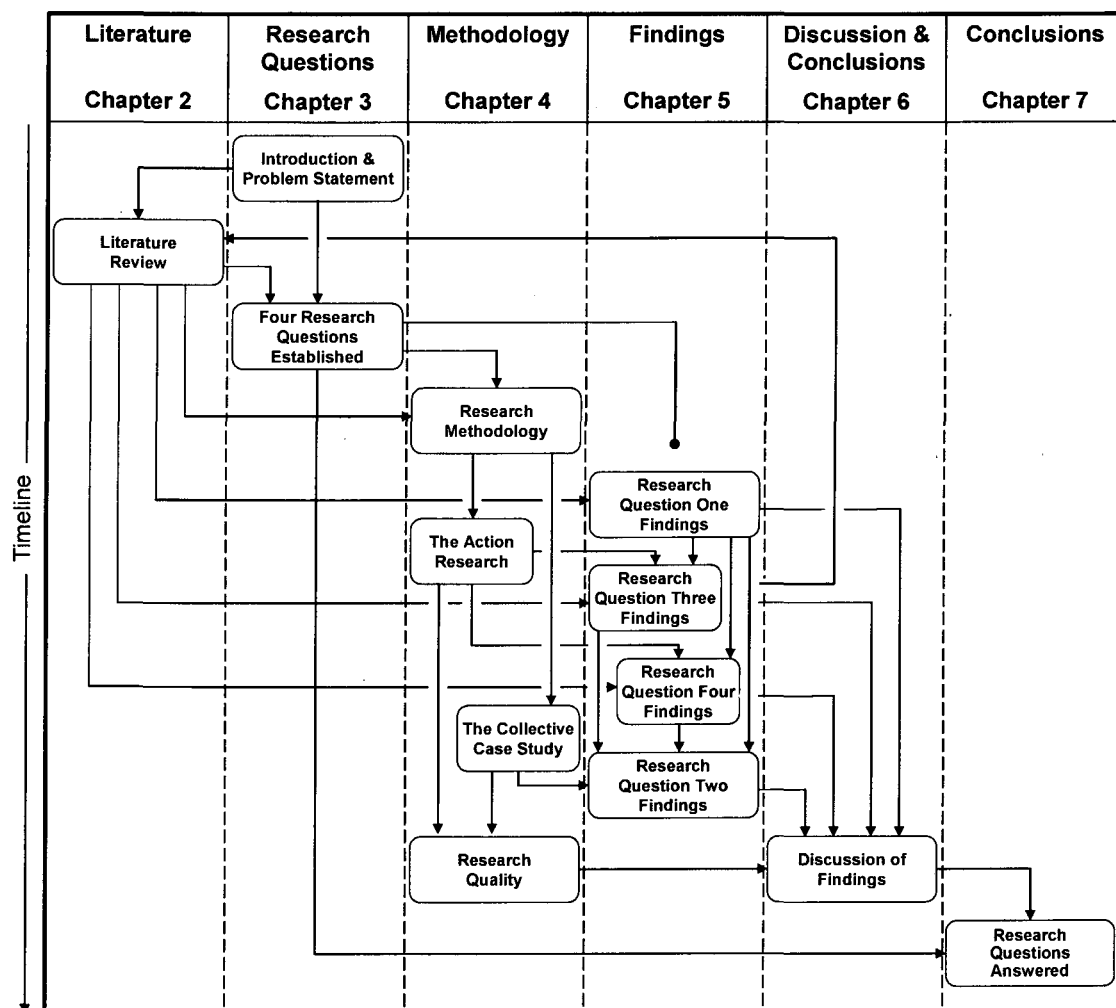 Literature
Chapter 2
Research
Questions
Chapter 3
Methodology
Chapter 4
Findings
Chapter 5
Discussion &
Conclusions
Chapter 6
Conclusions
Chapter 7
Timeline
Introduction &
Problem Statement
Literature
Review
Four Research
Questions
Established
Research
Methodology
Research
Question One
Findings
The Action
Research
Research
Question Three
Findings
Research
Question Four
Findings
The Collective
Case Study
Research
Question Two
Findings
Research
Quality
Discussion of
Findings
Research
Questions
Answered